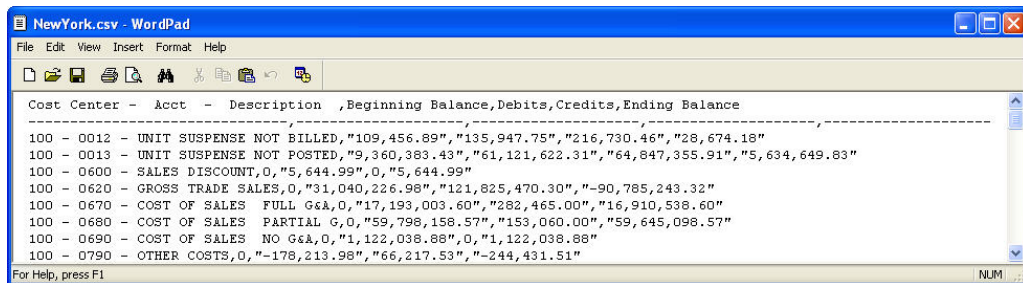 NewYork.csv - WordPad
File Edit View Insert Format Help
Cost Center - Acct - Description ,Beginning Balance,Debits,Credits,Ending Balance
-------------------------------,--------------------,--------------------,--------------------,--------------------
100 - 0012 - UNIT SUSPENSE NOT BILLED,"109,456.89","135,947.75","216,730.46","28,674.18"
100 - 0013 - UNIT SUSPENSE NOT POSTED,"9,360,383.43","61,121,622.31","64,847,355.91","5,634,649.83"
100 - 0600 - SALES DISCOUNT,0,"5,644.99",0,"5,644.99"
100 - 0620 - GROSS TRADE SALES,0,"31,040,226.98","121,825,470.30","-90,785,243.32"
100 - 0670 - COST OF SALES  FULL G&A,0,"17,193,003.60","282,465.00","16,910,538.60"
100 - 0680 - COST OF SALES  PARTIAL G,0,"59,798,158.57","153,060.00","59,645,098.57"
100 - 0690 - COST OF SALES  NO G&A,0,"1,122,038.88",0,"1,122,038.88"
100 - 0790 - OTHER COSTS,0,"-178,213.98","66,217.53","-244,431.51"
For Help, press F1
NUM